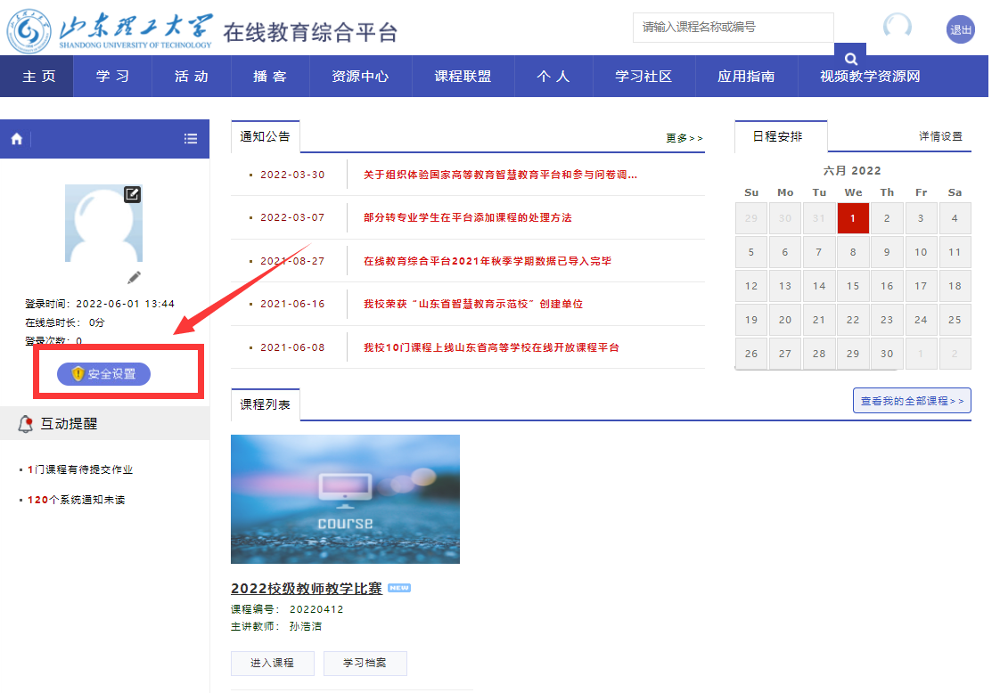 山东理工大学
SHANDONG UNIVERSITY OF TECHNOLOGY
在线教育综合平台
请输入课程名称或编号
退出
主 页 学 习 活 动 播 客 资源中心 课程联盟 个 人 学习社区 应用指南 视频教学资源网
登录时间：2022-06-01 13:44
在线总时长： 0分
登录次数：0
安全设置
互动提醒
1门课程有待提交作业
120个系统通知未读
通知公告 更多>>
2022-03-30 关于组织体验国家高等教育智慧教育平台和参与问卷调...
2022-03-07 部分转专业学生在平台添加课程的处理方法
2021-08-27 在线教育综合平台2021年秋季学期数据已导入完毕
2021-06-16 我校荣获“山东省智慧教育示范校”创建单位
2021-06-08 我校10门课程上线山东省高等学校在线开放课程平台
日程安排 详情设置
六月 2022
Su Mo Tu We Th Fr Sa
29 30 31 1 2 3 4
5 6 7 8 9 10 11
12 13 14 15 16 17 18
19 20 21 22 23 24 25
26 27 28 29 30 1 2
课程列表 查看我的全部课程>>
course
2022校级教师教学比赛 NEW
课程编号： 20220412
主讲教师： 孙浩洁
进入课程 学习档案